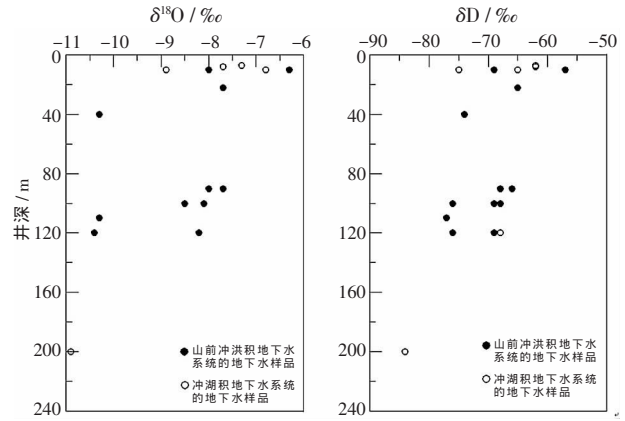 δ¹⁸O / ‰
-11 -10 -9 -8 -7 -6
0
40
80
120
160
200
240
井深 / m
山前冲洪积地下水
系统的地下水样品
冲湖积地下水系统
的地下水样品
δD / ‰
-90 -80 -70 -60 -50
0
40
80
120
160
200
240
山前冲洪积地下水
系统的地下水样品
冲湖积地下水系统
的地下水样品